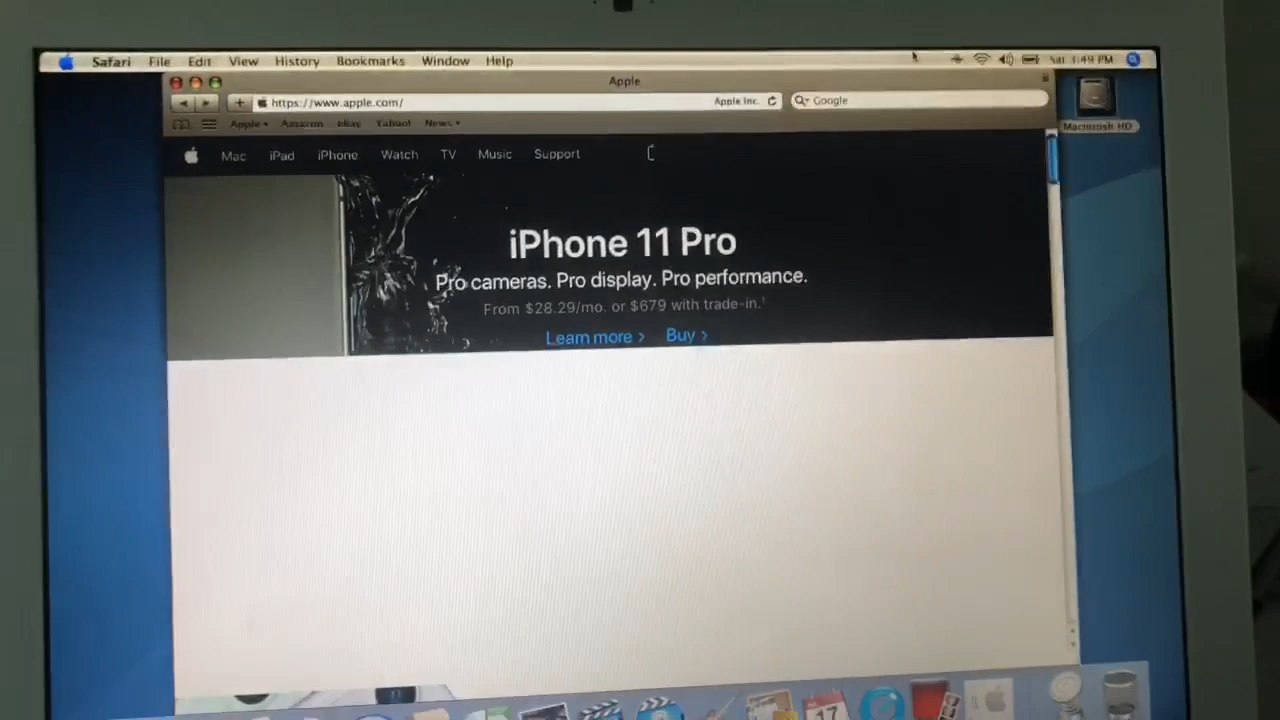 Safari File Edit View History Bookmarks Window Help Sat 1:49 PM
Apple
https://www.apple.com/ Apple Inc. Google
Apple Amazon eBay Yahoo! News
Macintosh HD
Mac iPad iPhone Watch TV Music Support
iPhone 11 Pro
Pro cameras. Pro display. Pro performance.
From $28.29/mo. or $679 with trade-in.¹
Learn more > Buy >
17